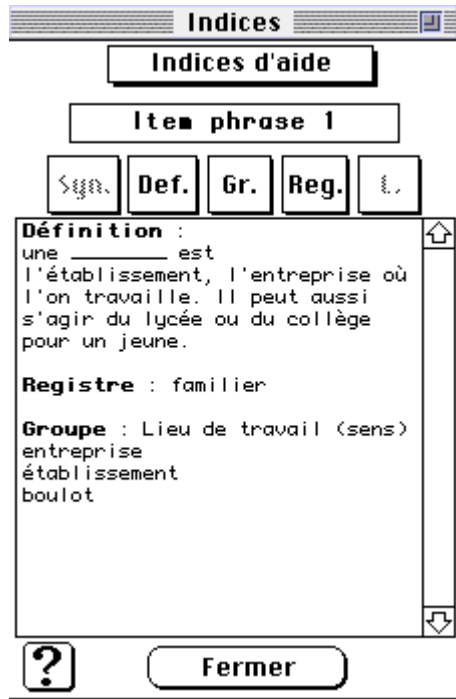 Indices
Indices d'aide
Item phrase 1
Syn. Def. Gr. Reg. L.
Définition :
une ________ est
l'établissement, l'entreprise où
l'on travaille. Il peut aussi
s'agir du lycée ou du collège
pour un jeune.
Registre : familier
Groupe : Lieu de travail (sens)
entreprise
établissement
boulot
?
Fermer